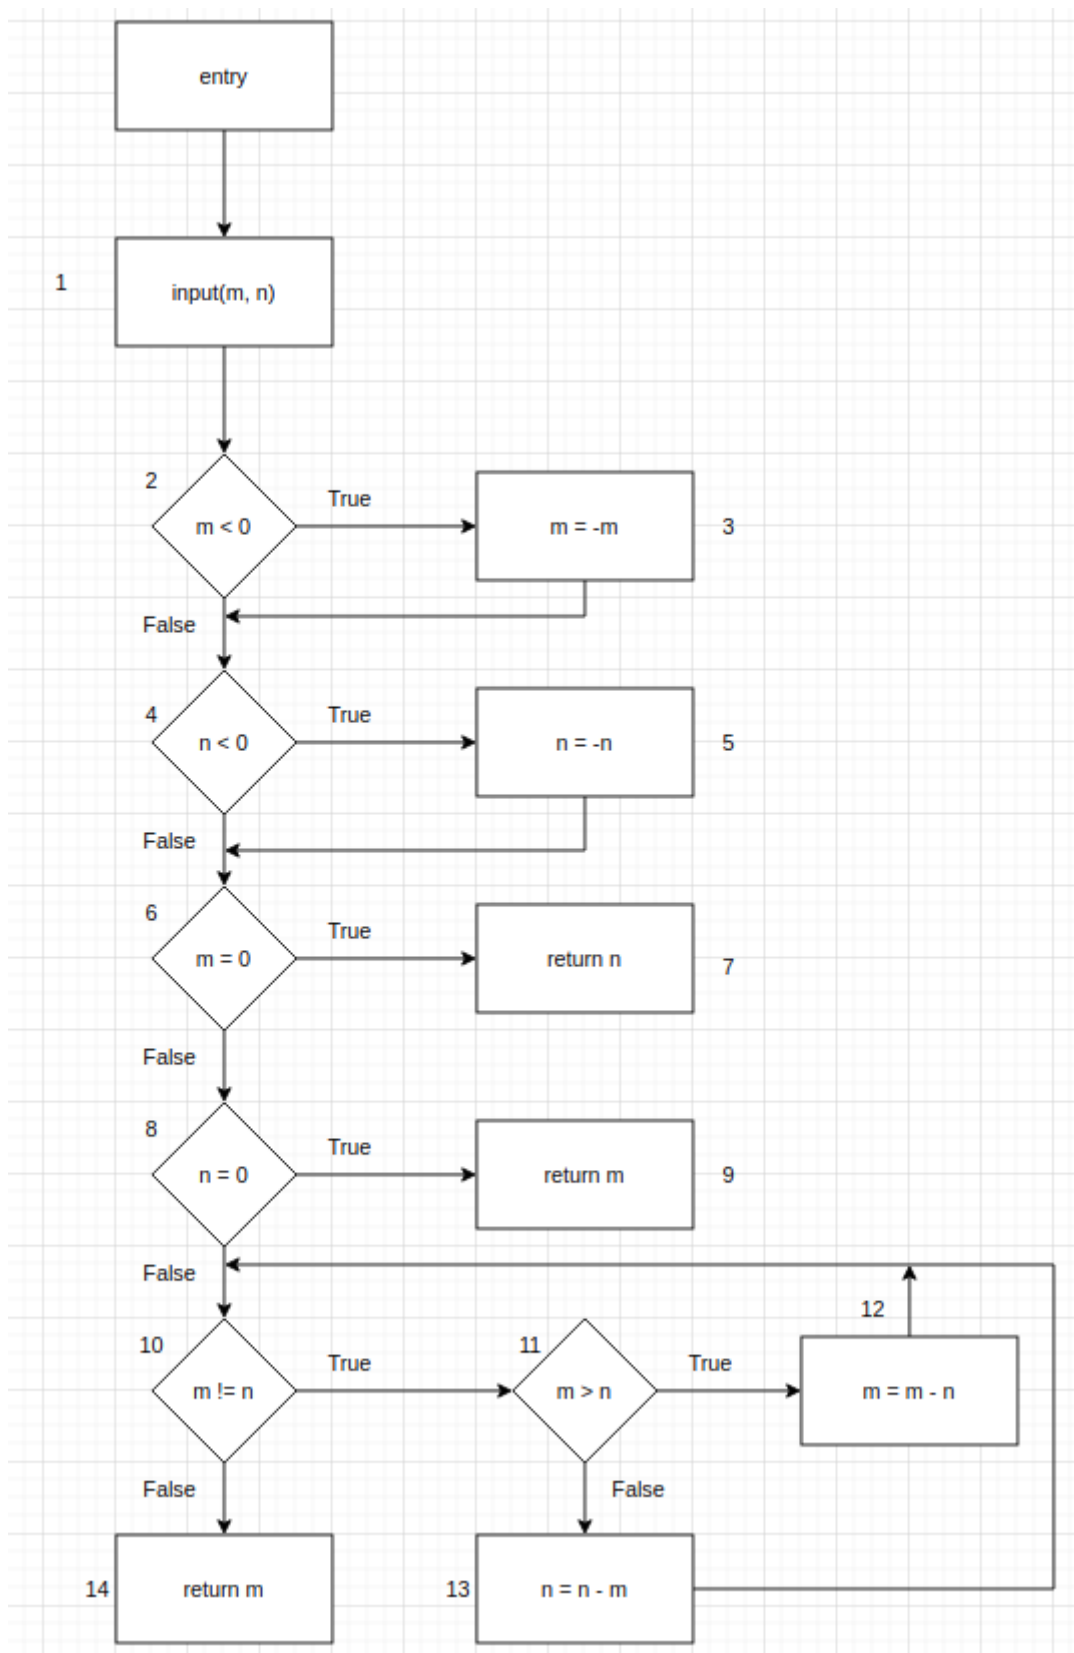 entry
1
input(m, n)
2
m < 0
True
m = -m
3
False
4
n < 0
True
n = -n
5
False
6
m = 0
True
return n
7
False
8
n = 0
True
return m
9
False
10
m != n
True
11
m > n
True
12
m = m - n
False
False
14
return m
13
n = n - m